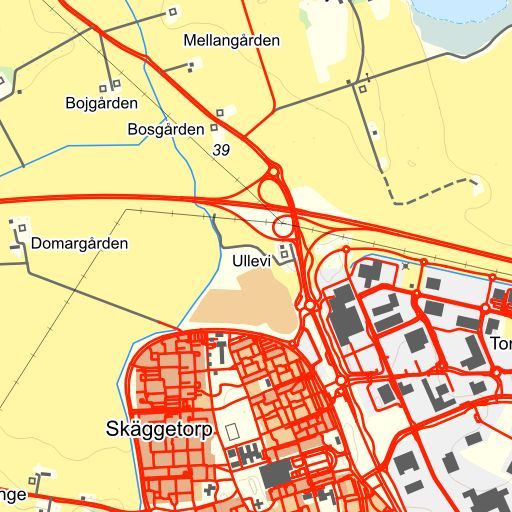 Mellangården
Bojgården
Bosgården
39
Domargården
Ullevi
Tor
Skäggetorp
nge